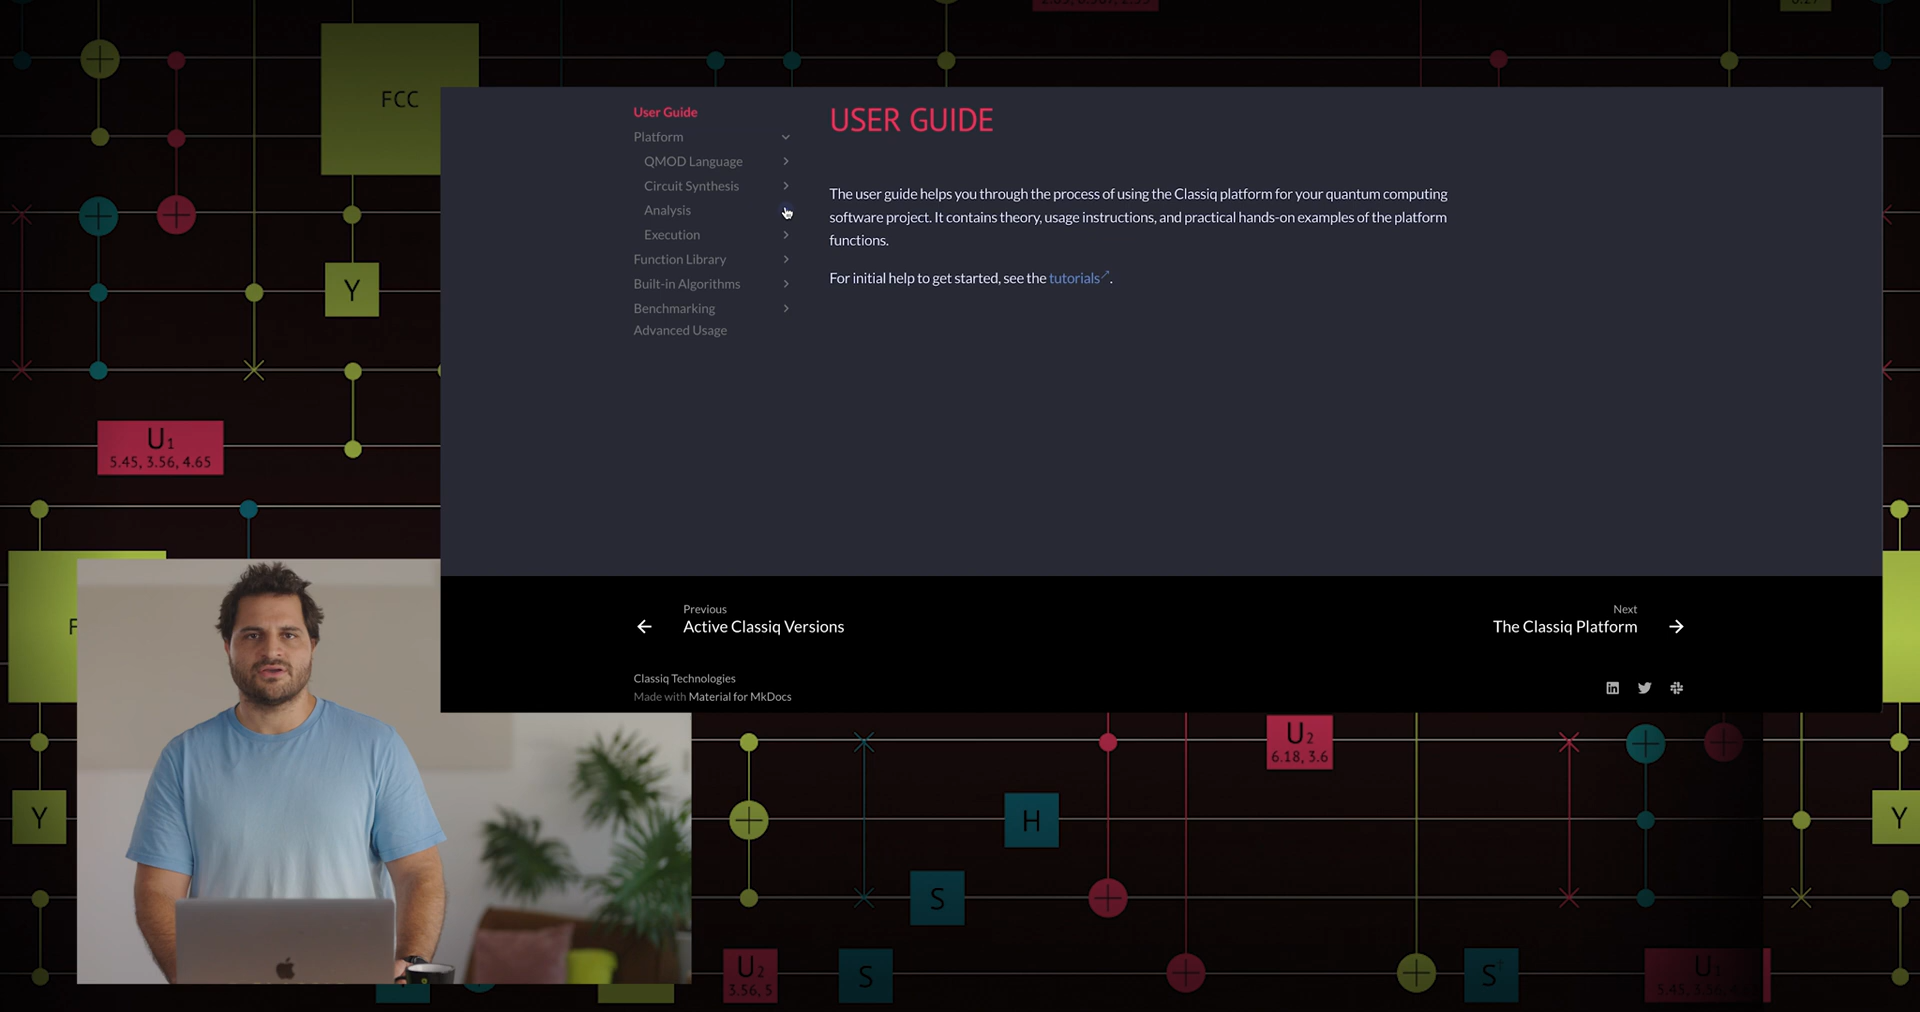 FCC
User Guide
Platform
QMOD Language
Circuit Synthesis
Analysis
Execution
Function Library
Built-in Algorithms
Benchmarking
Advanced Usage
USER GUIDE
The user guide helps you through the process of using the Classiq platform for your quantum computing
software project. It contains theory, usage instructions, and practical hands-on examples of the platform
functions.
For initial help to get started, see the tutorials.
Y
U1
5.45, 3.56, 4.65
F
Previous
Active Classiq Versions
Next
The Classiq Platform
Classiq Technologies
Made with Material for MkDocs
U2
6.18, 3.6
Y
H
Y
S
U2
3.56, 5
S
S†